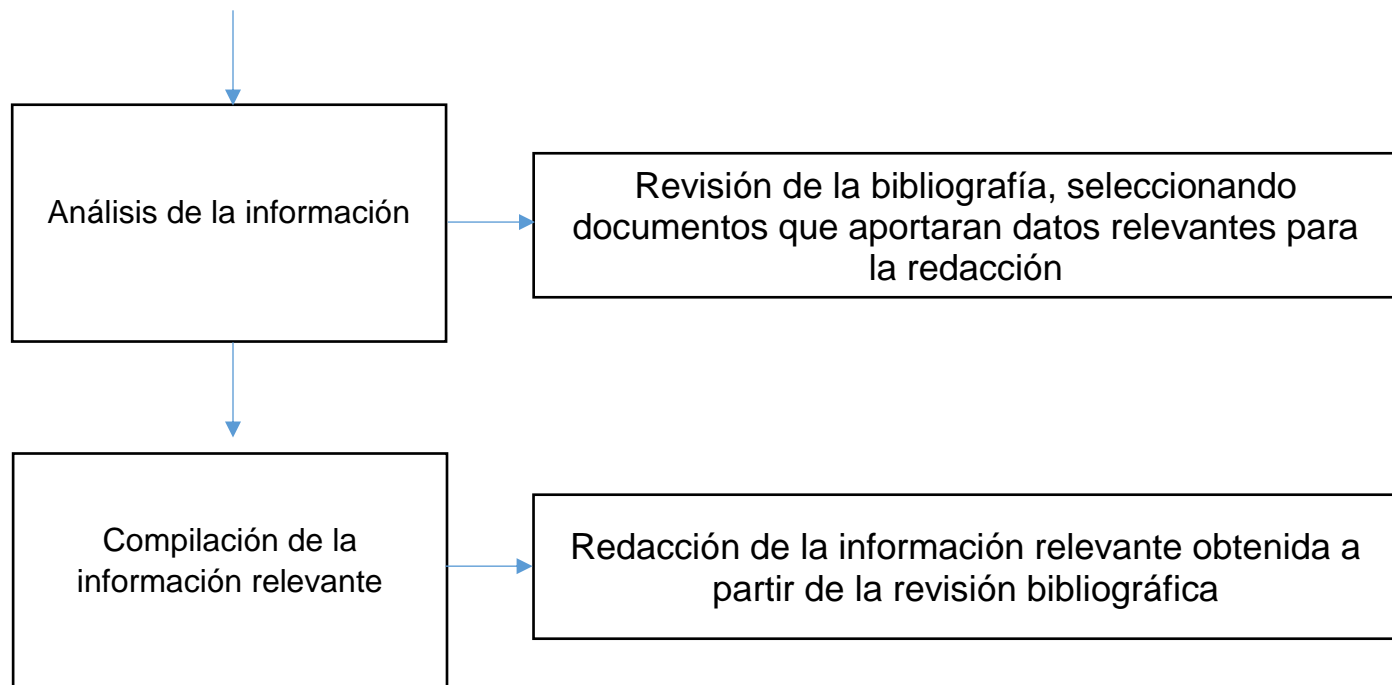 Análisis de la información
Revisión de la bibliografía, seleccionando
documentos que aportaran datos relevantes para
la redacción
Compilación de la
información relevante
Redacción de la información relevante obtenida a
partir de la revisión bibliográfica